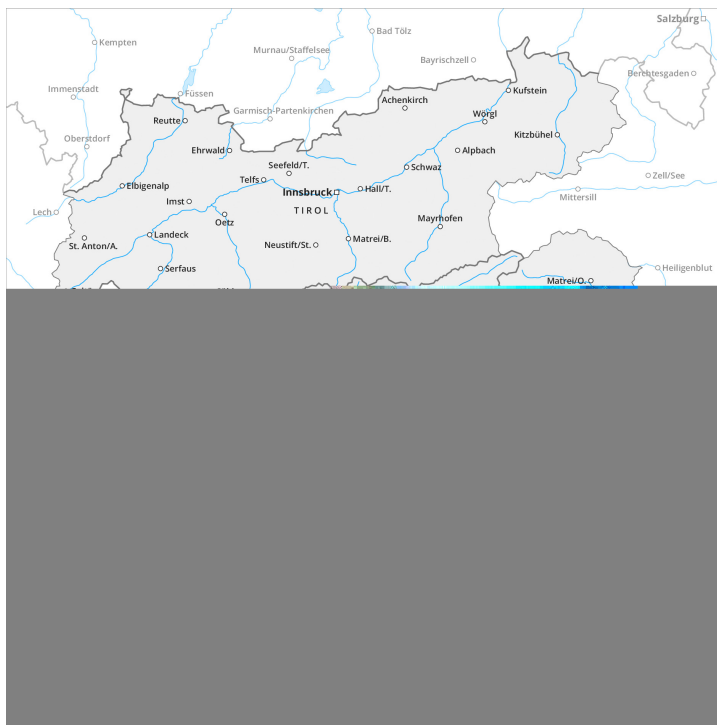 Salzburg
Bad Tölz
Kempten
Murnau/Staffelsee
Bayrischzell
Berchtesgaden
Immenstadt
Füssen
Kufstein
Achenkirch
Garmisch-Partenkirchen
Wörgl
Reutte
Kitzbühel
Oberstdorf
Ehrwald
Alpbach
Seefeld/T.
Schwaz
Telfs
Zell/See
Elbigenalp
Innsbruck
Hall/T.
Mittersill
Imst
TIROL
Lech
Oetz
Mayrhofen
Landeck
Matrei/B.
St. Anton/A.
Neustift/St.
Serfaus
Heiligenblut
Matrei/O.